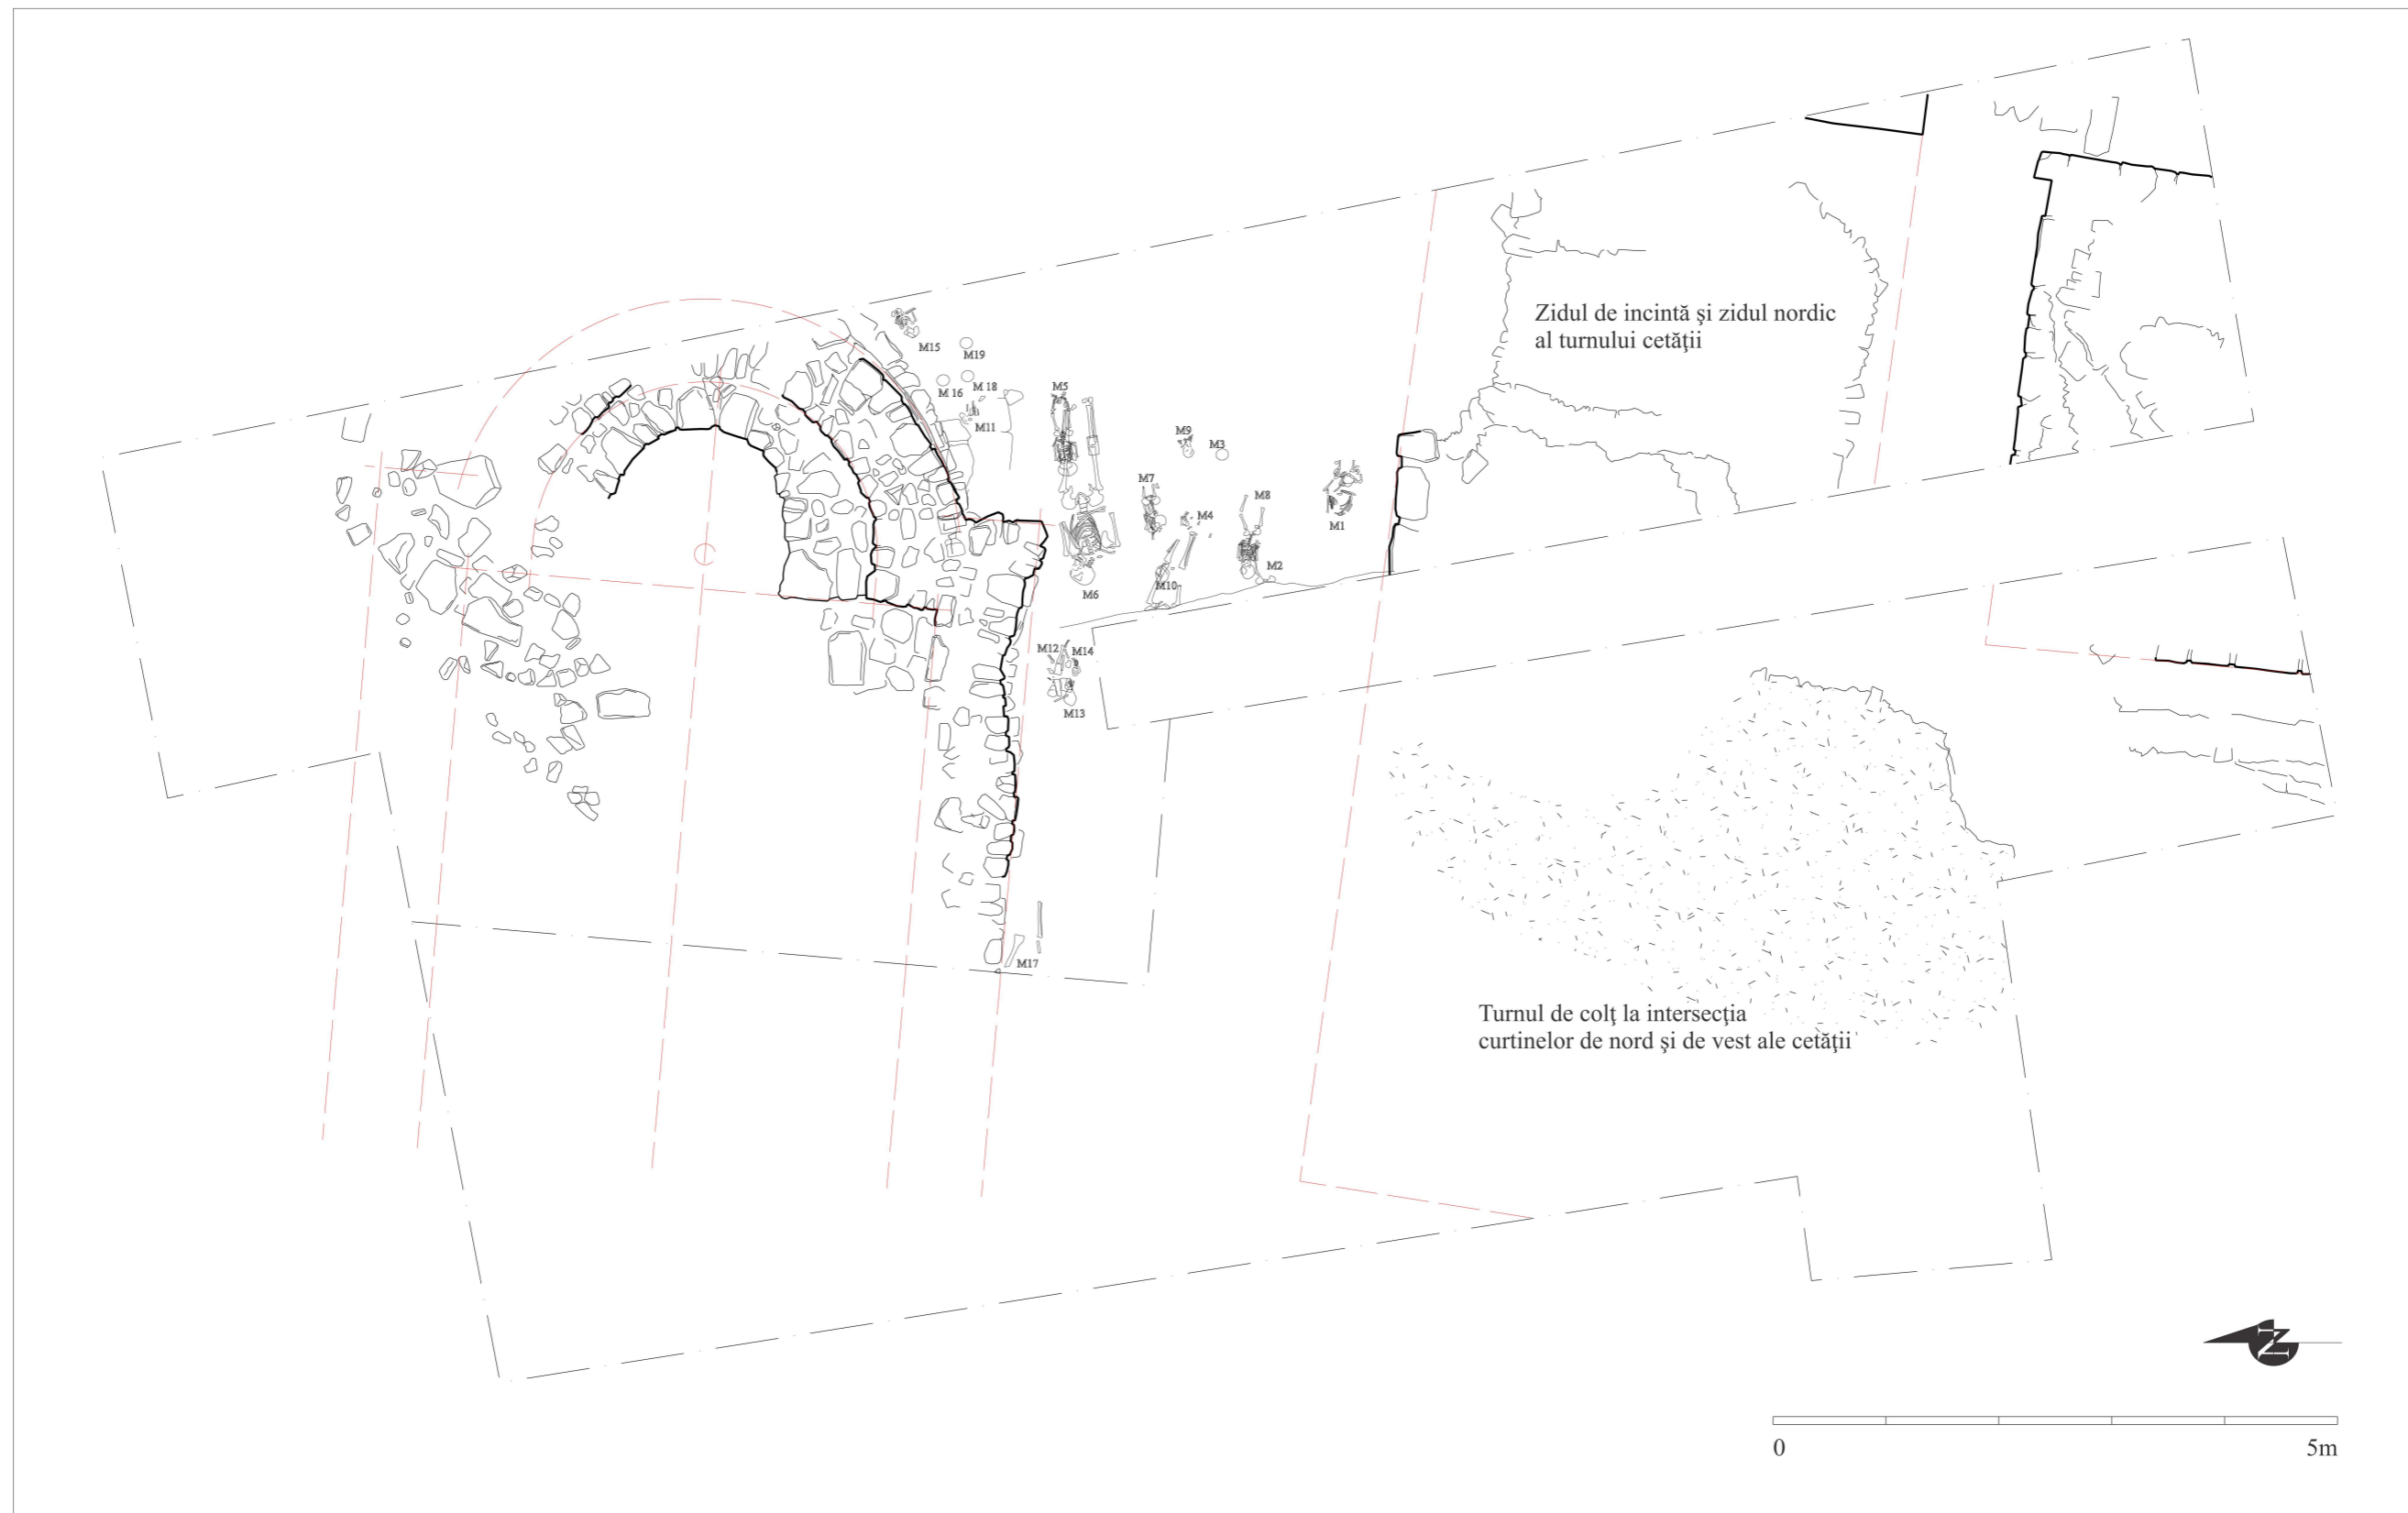 Zidul de incintă şi zidul nordic
al turnului cetăţii
M15
M19
M 18
M 16
M11
M5
M9
M3
M7
M8
M4
M1
M2
M10
M6
M12
M14
M13
M17
Turnul de colţ la intersecţia
curtinelor de nord şi de vest ale cetăţii
N
0
5m